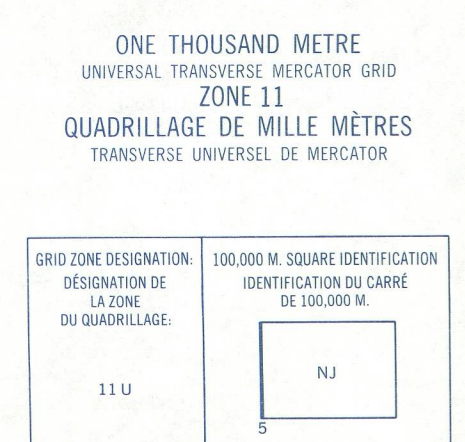 ONE THOUSAND METRE
UNIVERSAL TRANSVERSE MERCATOR GRID
ZONE 11
QUADRILLAGE DE MILLE MÈTRES
TRANSVERSE UNIVERSEL DE MERCATOR
GRID ZONE DESIGNATION:
DÉSIGNATION DE
LA ZONE
DU QUADRILLAGE:
11 U
100,000 M. SQUARE IDENTIFICATION
IDENTIFICATION DU CARRÉ
DE 100,000 M.
NJ
5